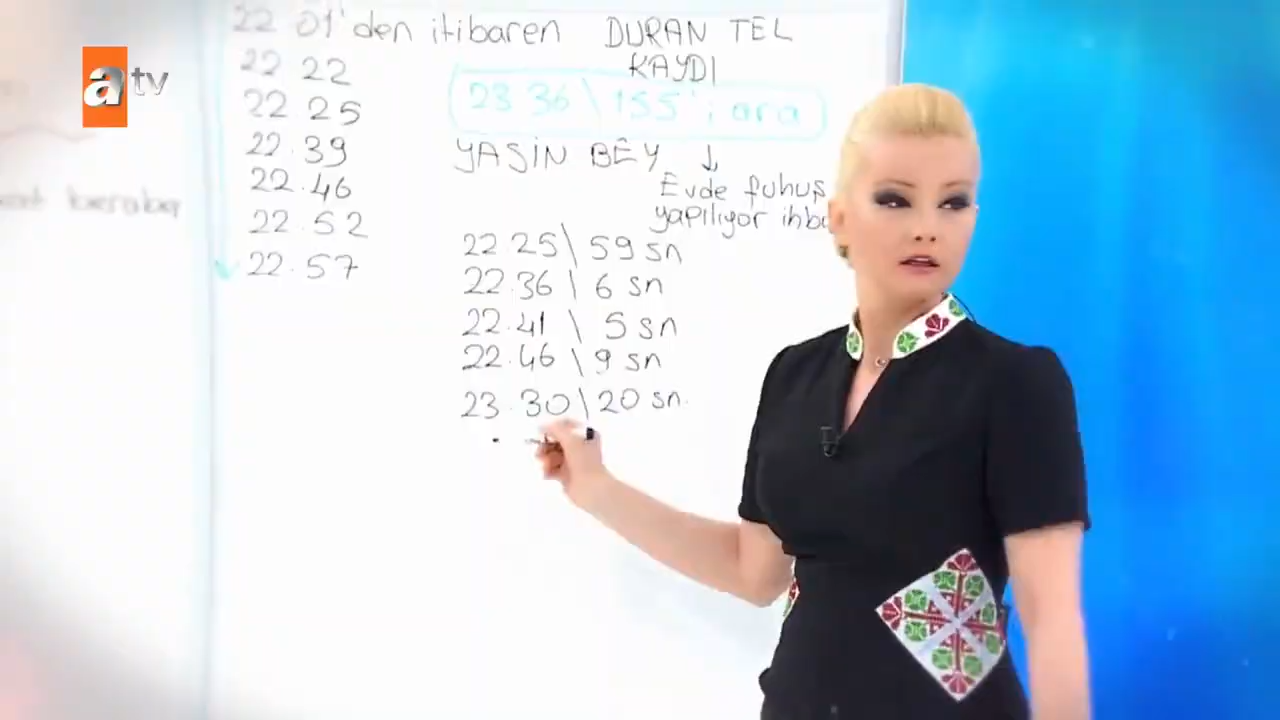 atv
22 01'den itibaren
22 22
22.25
22.39
22.46
22.52
22.57
DURAN TEL
KAYDI
23 36 \ 155'i ara
YASİN BEY ↓
Evde fuhuş
yapılıyor
22.25 \ 59 sn
22.36 \ 6 sn
22.41 \ 5 sn
22.46 \ 9 sn
23.30 \ 20 sn.
beraber